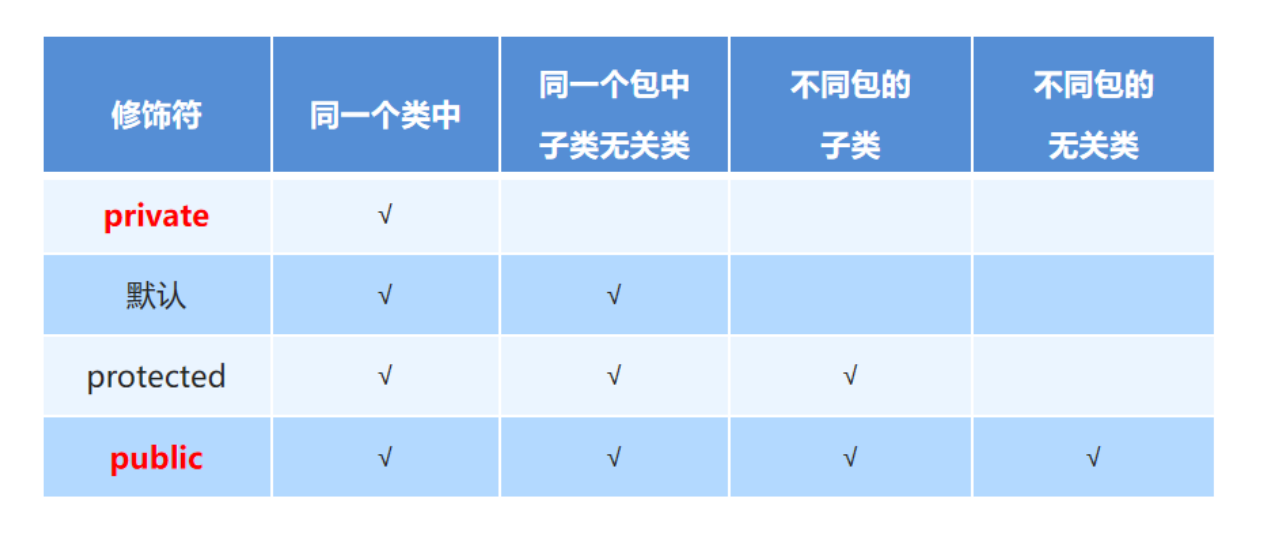 修饰符 同一个类中 同一个包中 不同包的 不同包的
子类无关类 子类 无关类
private √
默认 √ √
protected √ √ √
public √ √ √ √